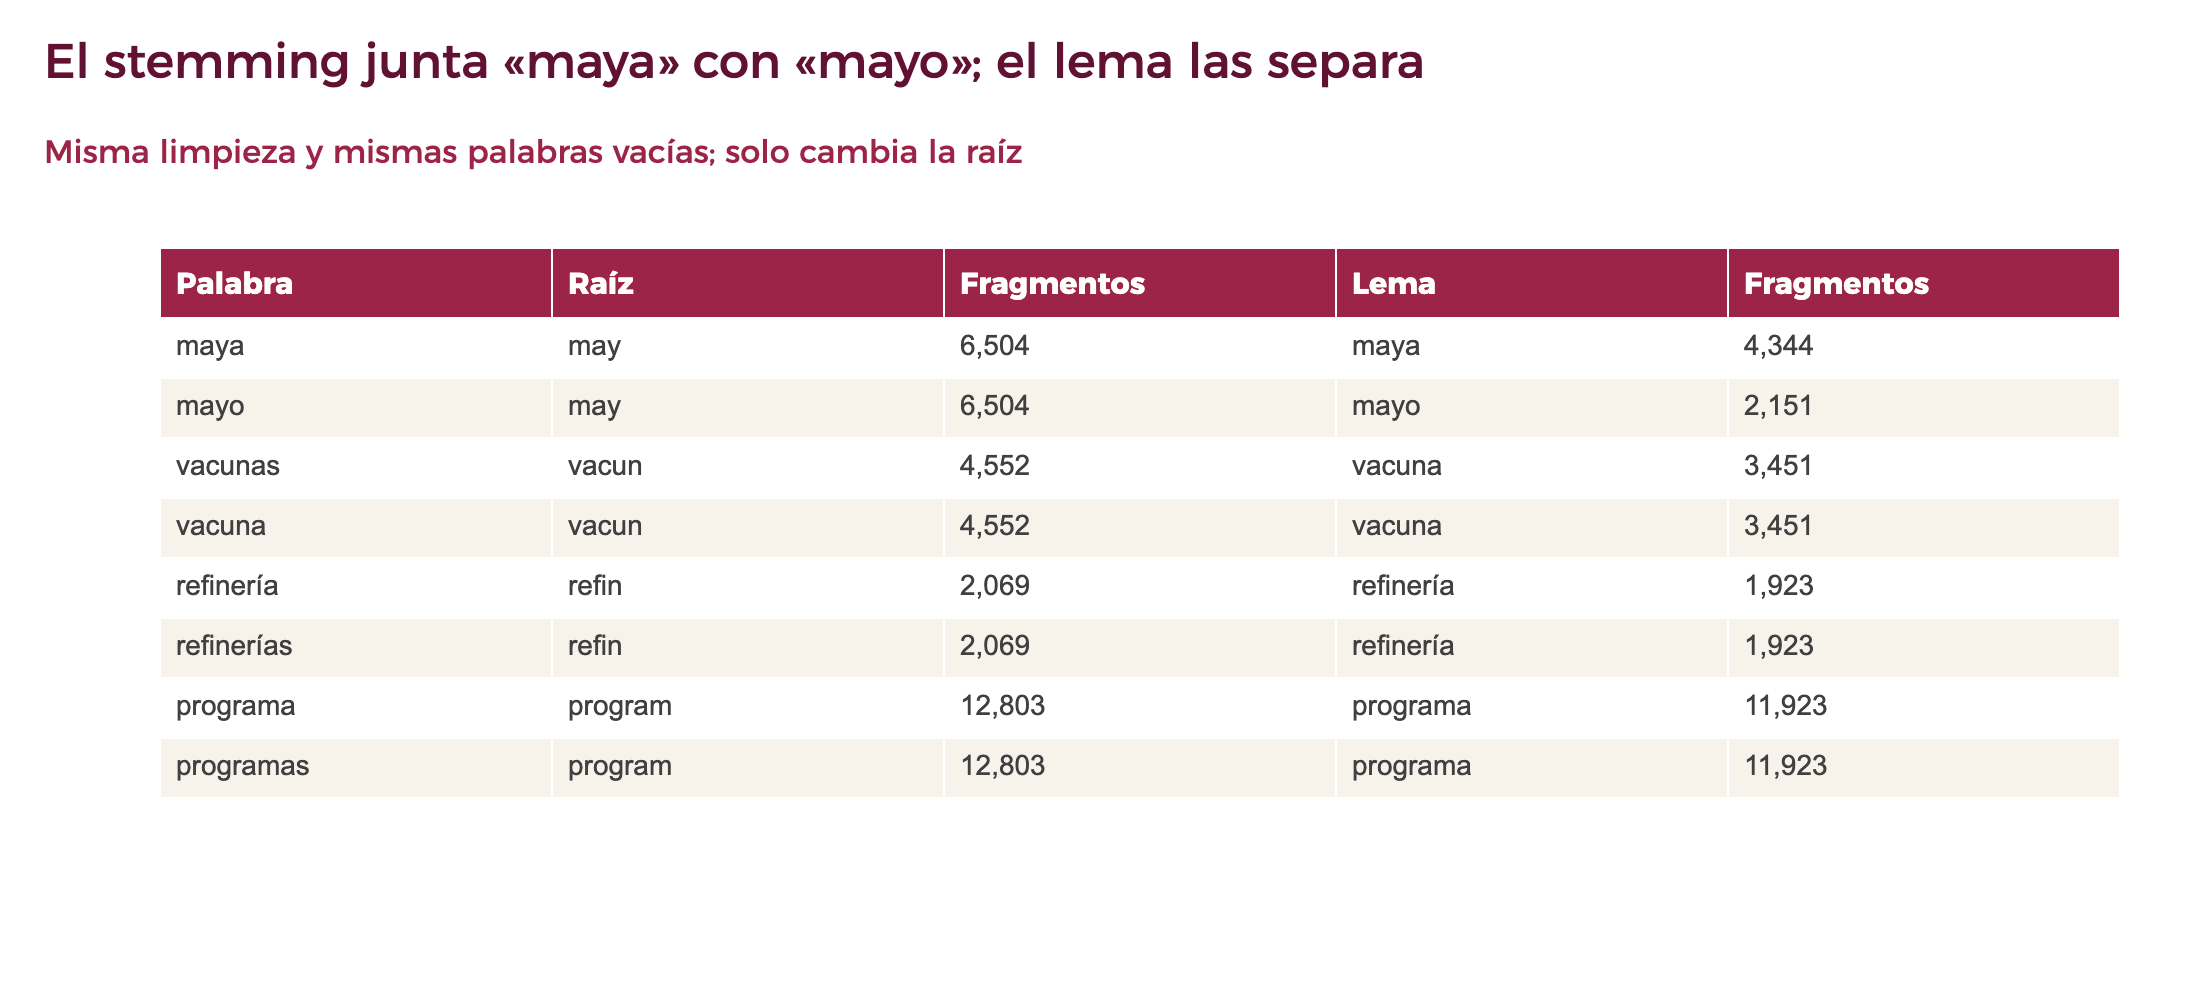 El stemming junta «maya» con «mayo»; el lema las separa
Misma limpieza y mismas palabras vacías; solo cambia la raíz
Palabra Raíz Fragmentos Lema Fragmentos
maya may 6,504 maya 4,344
mayo may 6,504 mayo 2,151
vacunas vacun 4,552 vacuna 3,451
vacuna vacun 4,552 vacuna 3,451
refinería refin 2,069 refinería 1,923
refinerías refin 2,069 refinería 1,923
programa program 12,803 programa 11,923
programas program 12,803 programa 11,923